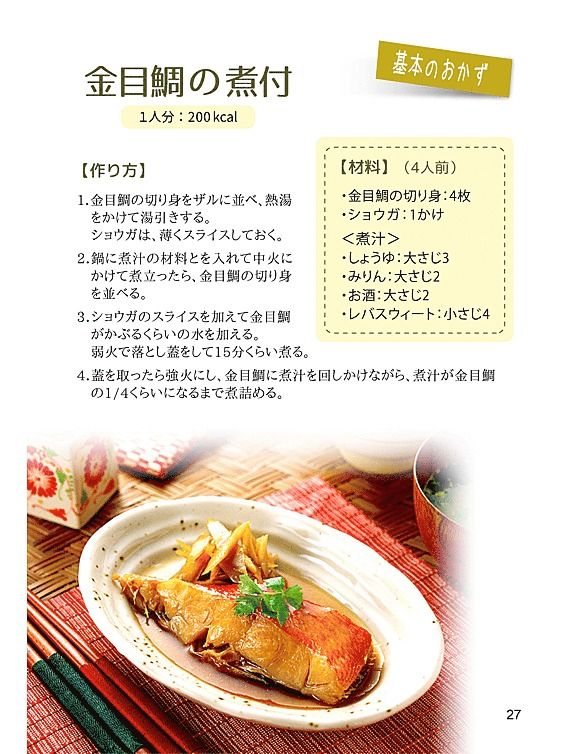 基本のおかず
金目鯛の煮付
1人分：200kcal
【作り方】
1.金目鯛の切り身をザルに並べ、熱湯
をかけて湯引きする。
ショウガは、薄くスライスしておく。
2.鍋に煮汁の材料とを入れて中火に
かけて煮立ったら、金目鯛の切り身
を並べる。
3.ショウガのスライスを加えて金目鯛
がかぶるくらいの水を加える。
弱火で落とし蓋をして15分くらい煮る。
4.蓋を取ったら強火にし、金目鯛に煮汁を回しかけながら、煮汁が金目鯛
の1/4くらいになるまで煮詰める。
【材料】（4人前）
・金目鯛の切り身：4枚
・ショウガ：1かけ
＜煮汁＞
・しょうゆ：大さじ3
・みりん：大さじ2
・お酒：大さじ2
・レバスウィート：小さじ4
27